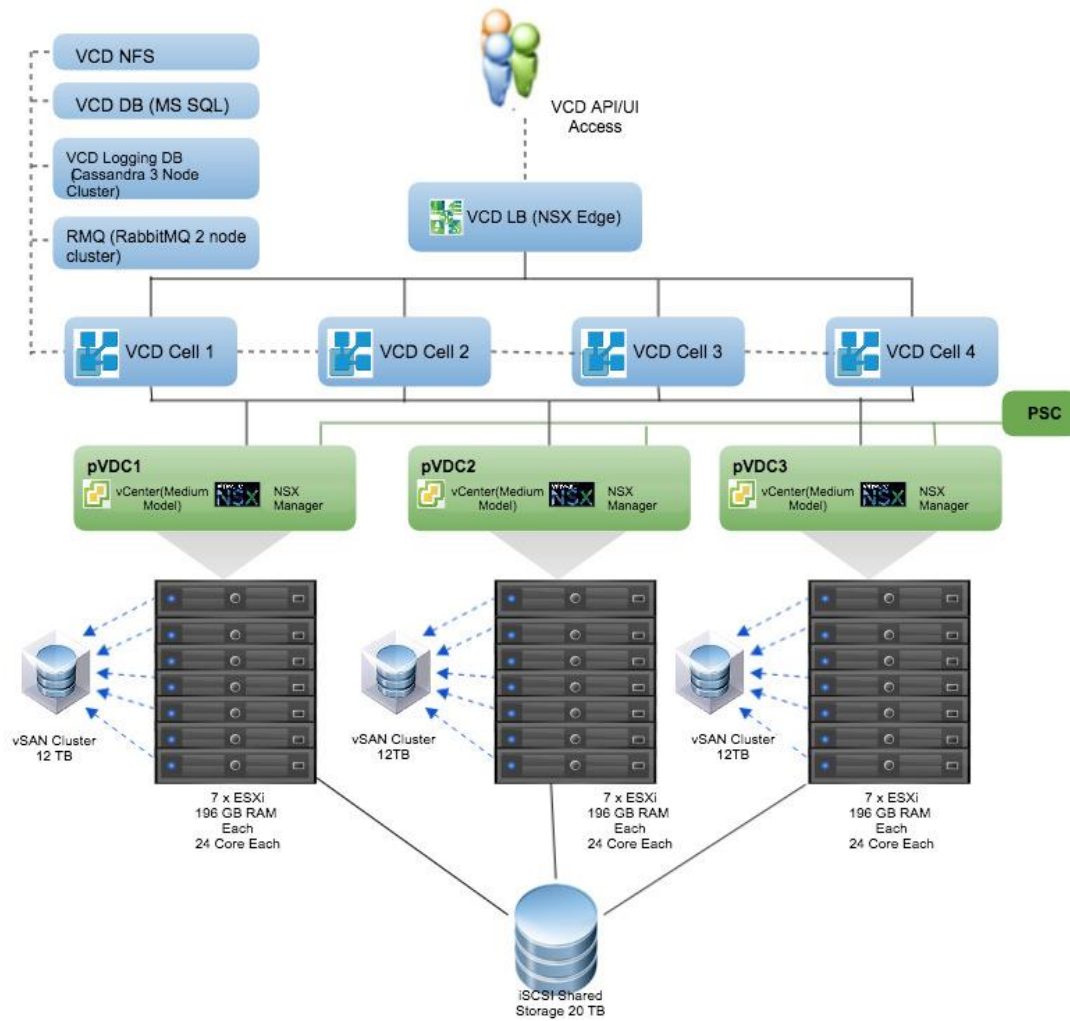 VCD NFS
VCD DB (MS SQL)
VCD Logging DB
(Cassandra 3 Node
Cluster)
RMQ (RabbitMQ 2 node
cluster)
VCD API/UI
Access
VCD LB (NSX Edge)
VCD Cell 1
VCD Cell 2
VCD Cell 3
VCD Cell 4
PSC
pVDC1
vCenter(Medium
Model)
NSX
NSX
Manager
pVDC2
vCenter(Medium
Model)
NSX
NSX
Manager
pVDC3
vCenter(Medium
Model)
NSX
NSX
Manager
vSAN Cluster
12 TB
vSAN Cluster
12TB
vSAN Cluster
12 TB
7 x ESXi
196 GB RAM
Each
24 Core Each
7 x ESXi
196 GB RAM
Each
24 Core Each
7 x ESXi
196 GB RAM
Each
24 Core Each
iSCSI Shared
Storage 20 TB